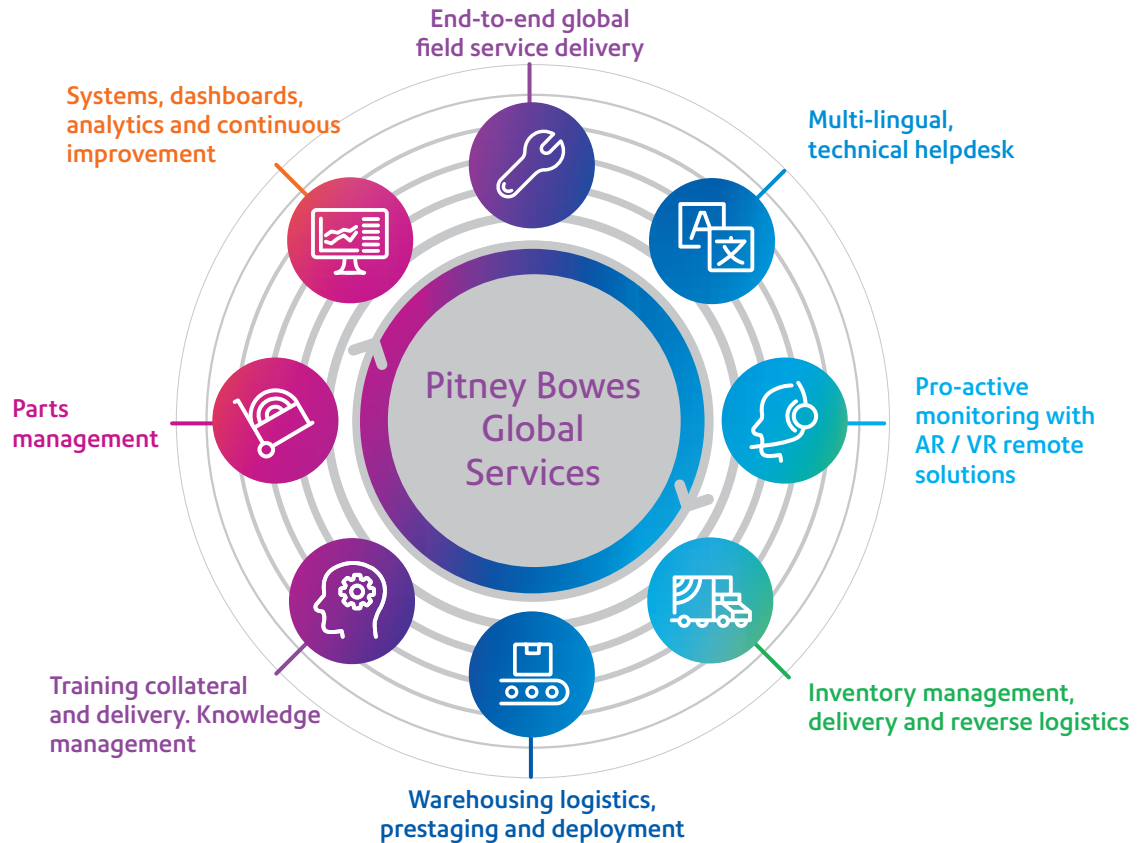 End-to-end global
field service delivery
Systems, dashboards,
analytics and continuous
improvement
Multi-lingual,
technical helpdesk
A
文
Parts
management
Pitney Bowes
Global
Services
Pro-active
monitoring with
AR / VR remote
solutions
Training collateral
and delivery. Knowledge
management
Inventory management,
delivery and reverse logistics
Warehousing logistics,
prestaging and deployment